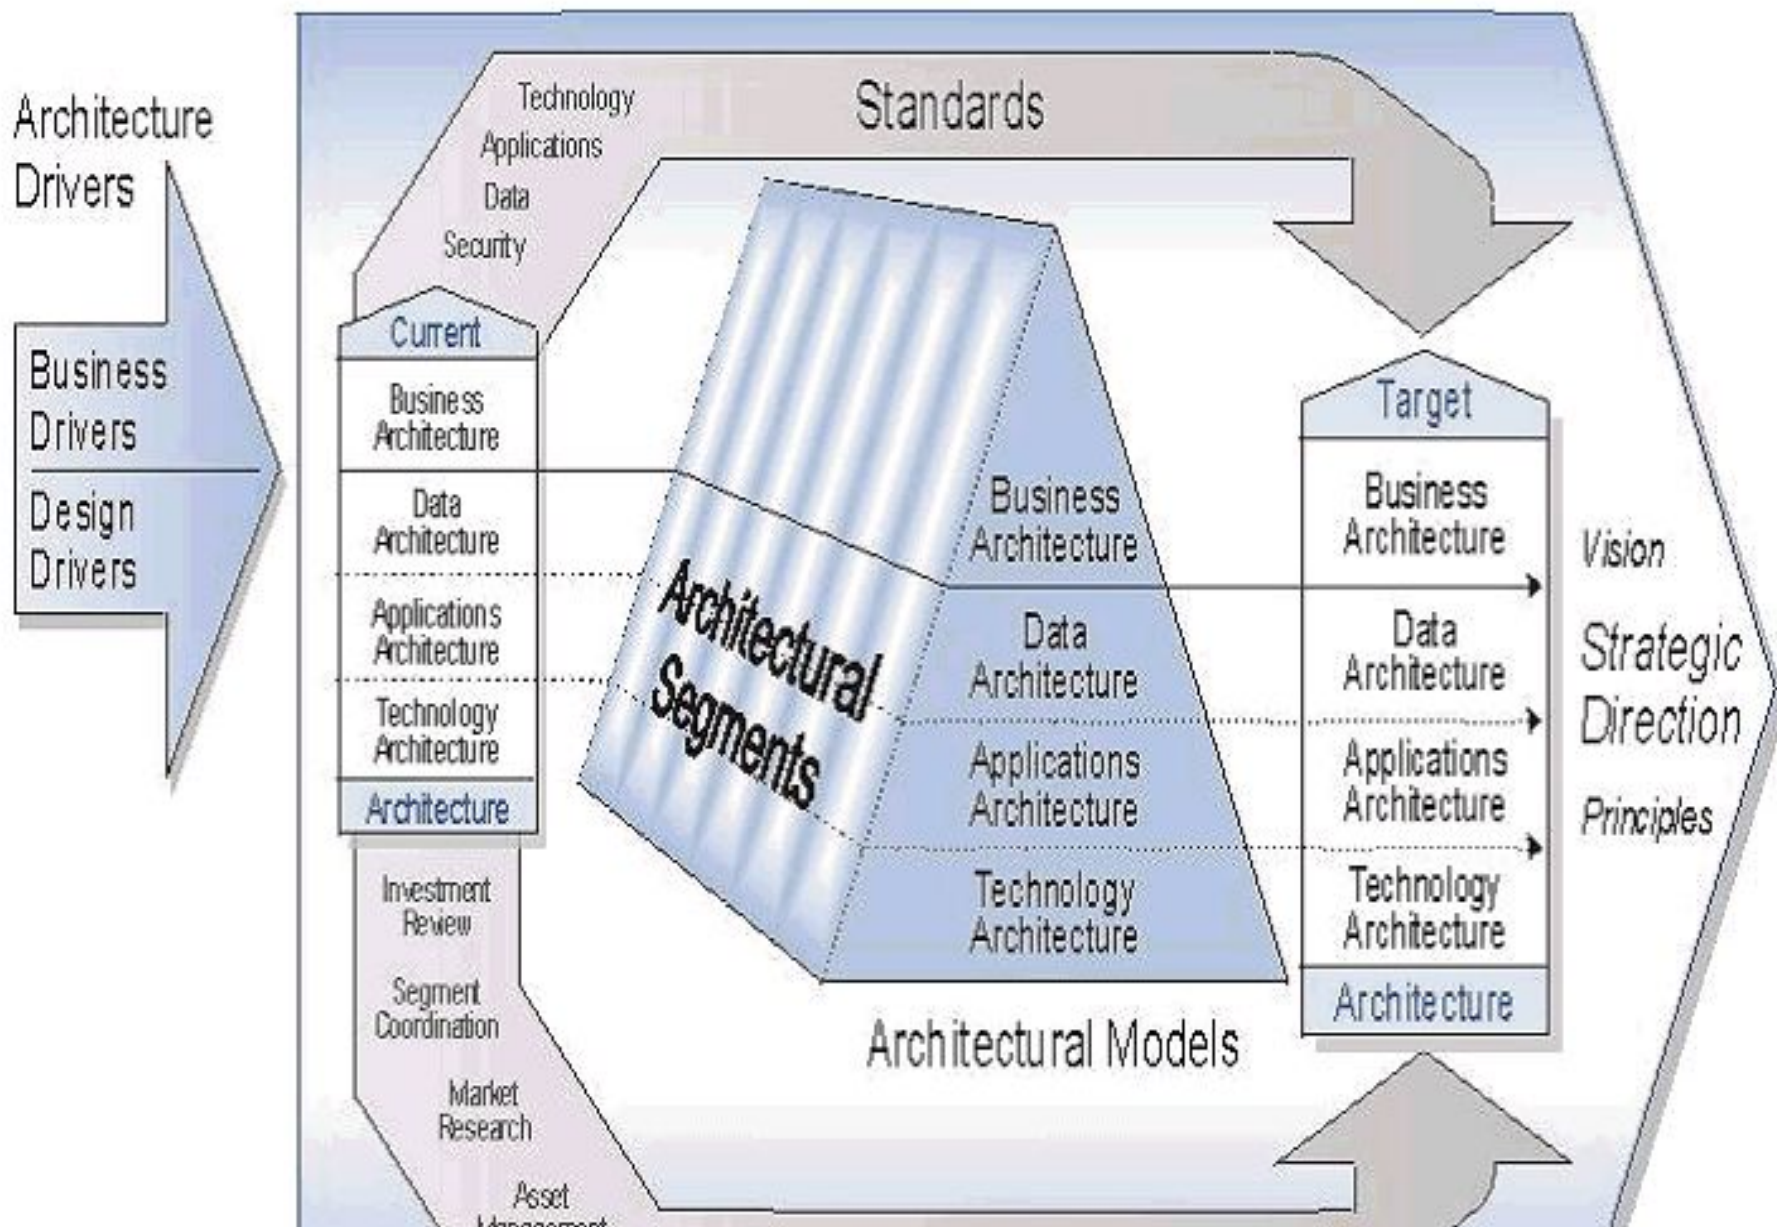 Architecture
Drivers
Business
Drivers
Design
Drivers
Technology
Applications
Data
Security
Standards
Current
Business
Architecture
Data
Architecture
Applications
Architecture
Technology
Architecture
Architecture
Investment
Review
Segment
Coordination
Market
Research
Asset
Management
Architectural
Segments
Business
Architecture
Data
Architecture
Applications
Architecture
Technology
Architecture
Architectural Models
Target
Business
Architecture
Data
Architecture
Applications
Architecture
Technology
Architecture
Architecture
Vision
Strategic
Direction
Principles